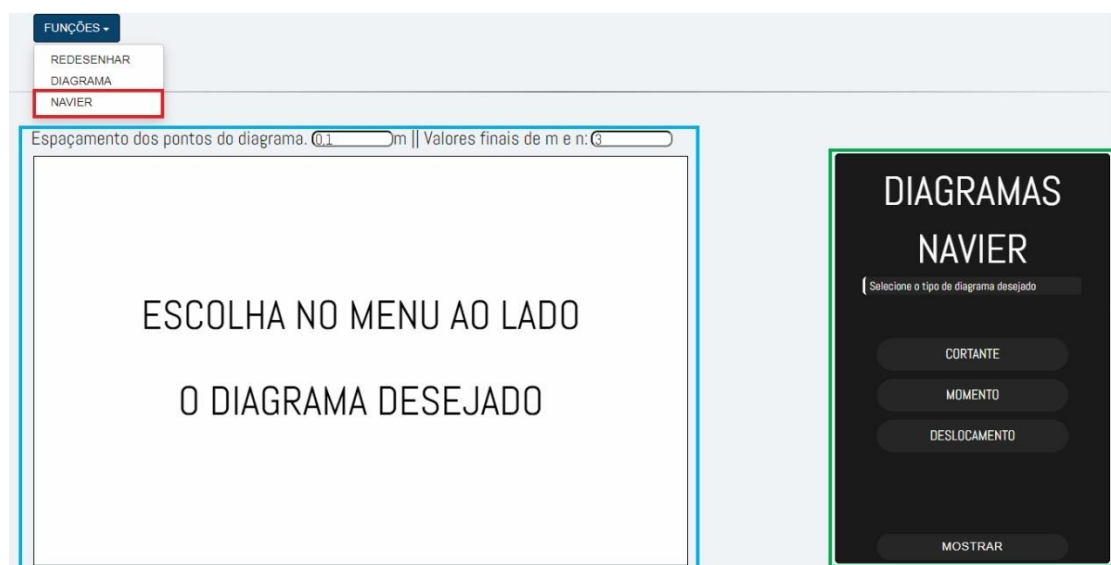 FUNÇÕES
REDESENHAR
DIAGRAMA
NAVIER
Espaçamento dos pontos do diagrama. 0,1 m || Valores finais de m e n: 3
ESCOLHA NO MENU AO LADO
O DIAGRAMA DESEJADO
DIAGRAMAS
NAVIER
Selecione o tipo de diagrama desejado
CORTANTE
MOMENTO
DESLOCAMENTO
MOSTRAR